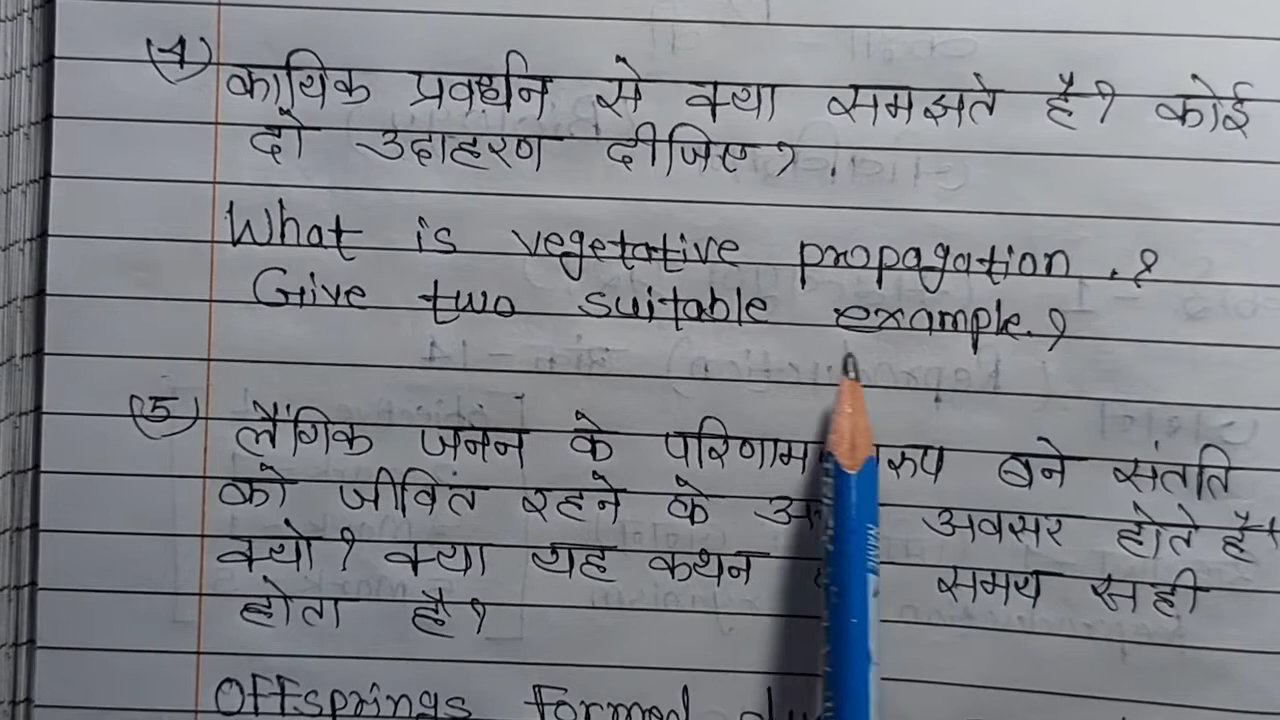 (4) कायिक प्रवर्धन से क्या समझते है? कोई
दो उदाहरण दीजिए?
What is vegetative propagation.?
Give two suitable example.?
(5) लैंगिक जनन के परिणाम रुप बने संतति
को जीवित रहने के अवसर होते है
क्यो? क्या यह कथन समय सही
होता है?
Offsprings formed